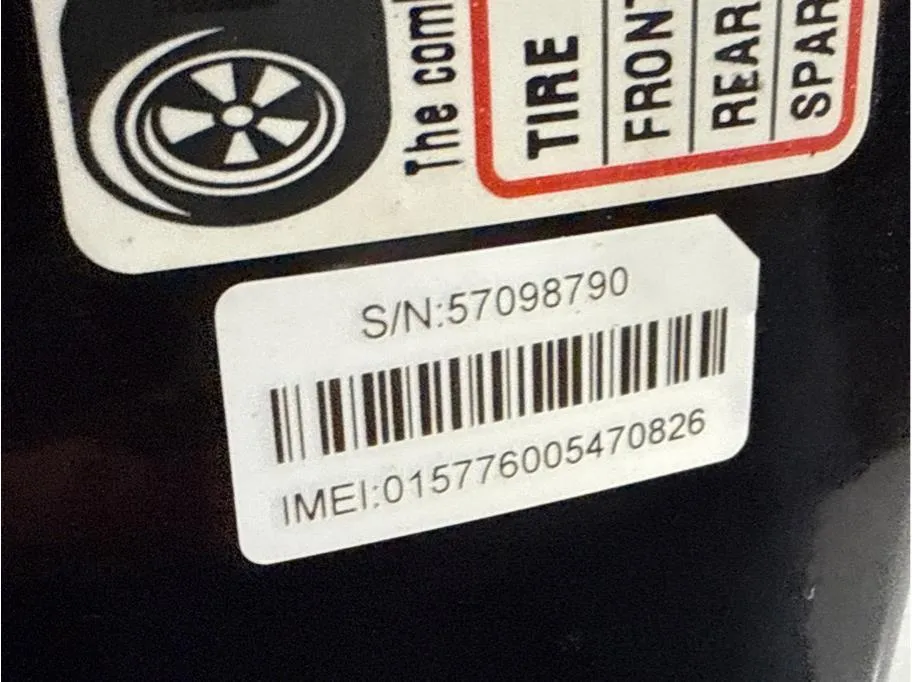 The com
TIRE
FRONT
REAR
SPAR
S/N:57098790
IMEI:015776005470826